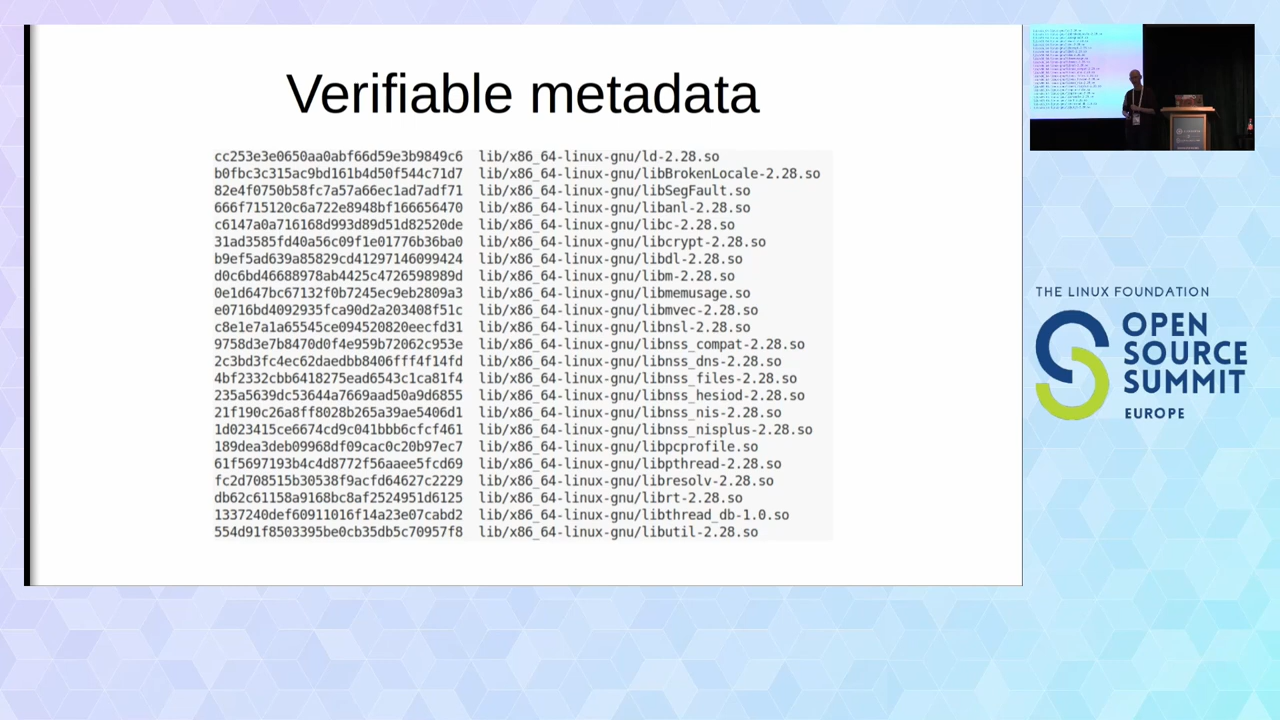 Verifiable metadata
cc253e3e0650aa0abf66d59e3b9849c6 lib/x86_64-linux-gnu/ld-2.28.so
b0fbc3c315ac9bd161b4d50f544c71d7 lib/x86_64-linux-gnu/libBrokenLocale-2.28.so
82e4f0750b58fc7a57a66ec1ad7adf71 lib/x86_64-linux-gnu/libSegFault.so
666f715120c6a722e8948bf166656470 lib/x86_64-linux-gnu/libanl-2.28.so
c6147a0a716168d993d89d51d82520de lib/x86_64-linux-gnu/libc-2.28.so
31ad3585fd40a56c09f1e01776b36ba0 lib/x86_64-linux-gnu/libcrypt-2.28.so
b9ef5ad639a85829cd41297146099424 lib/x86_64-linux-gnu/libdl-2.28.so
d0c6bd46688978ab4425c4726598989d lib/x86_64-linux-gnu/libm-2.28.so
0e1d647bc67132f0b7245ec9eb2809a3 lib/x86_64-linux-gnu/libmemusage.so
e0716bd4092935fca90d2a203408f51c lib/x86_64-linux-gnu/libmvec-2.28.so
c8e1e7a1a65545ce094520820eecfd31 lib/x86_64-linux-gnu/libnsl-2.28.so
9758d3e7b8470d0f4e959b72062c953e lib/x86_64-linux-gnu/libnss_compat-2.28.so
2c3bd3fc4ec62daedbb8406fff4f14fd lib/x86_64-linux-gnu/libnss_dns-2.28.so
4bf2332cbb6418275ead6543c1ca81f4 lib/x86_64-linux-gnu/libnss_files-2.28.so
235a5639dc53644a7669aad50a9d6855 lib/x86_64-linux-gnu/libnss_hesiod-2.28.so
21f190c26a8ff8028b265a39ae5406d1 lib/x86_64-linux-gnu/libnss_nis-2.28.so
1d023415ce6674cd9c041bbb6cfcf461 lib/x86_64-linux-gnu/libnss_nisplus-2.28.so
189dea3deb09968df09cac0c20b97ec7 lib/x86_64-linux-gnu/libpcprofile.so
61f5697193b4c4d8772f56aaee5fcd69 lib/x86_64-linux-gnu/libpthread-2.28.so
fc2d708515b30538f9acfd64627c2229 lib/x86_64-linux-gnu/libresolv-2.28.so
db62c61158a9168bc8af2524951d6125 lib/x86_64-linux-gnu/librt-2.28.so
1337240def60911016f14a23e07cabd2 lib/x86_64-linux-gnu/libthread_db-1.0.so
554d91f8503395be0cb35db5c70957f8 lib/x86_64-linux-gnu/libutil-2.28.so
THE LINUX FOUNDATION
OPEN
SOURCE
SUMMIT
EUROPE